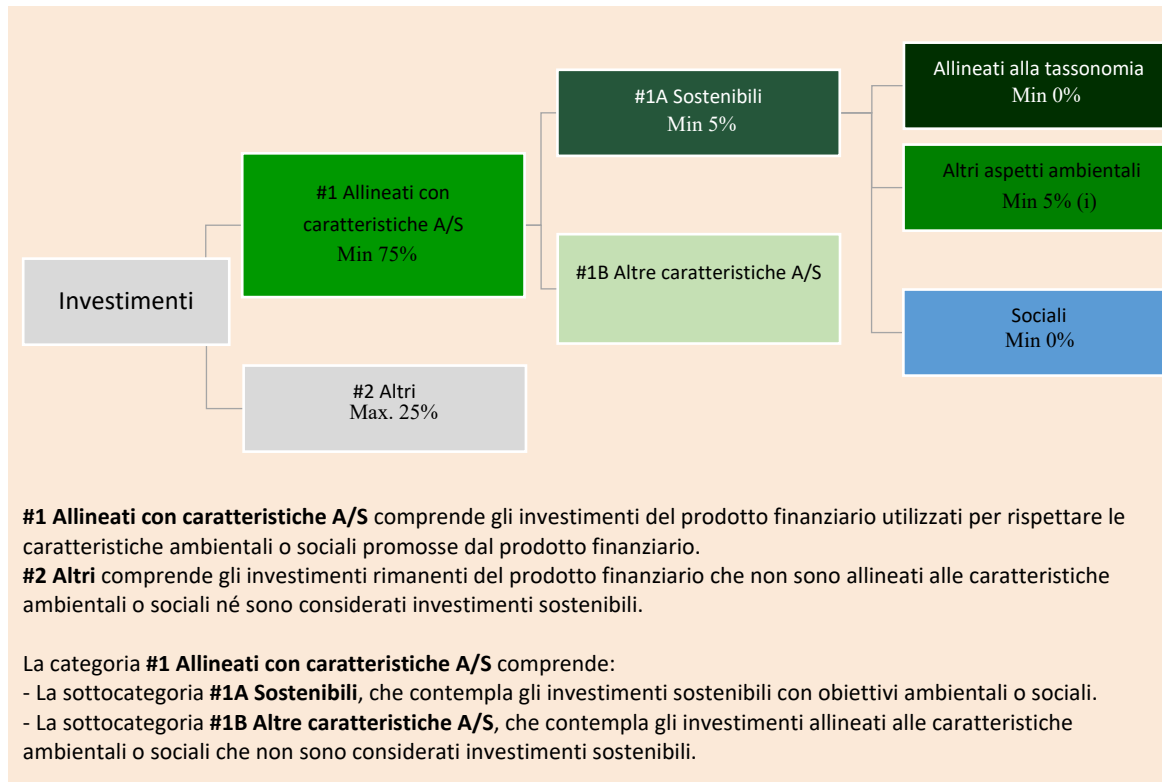 Investimenti
#1 Allineati con
caratteristiche A/S
Min 75%
#2 Altri
Max. 25%
#1A Sostenibili
Min 5%
#1B Altre caratteristiche A/S
Allineati alla tassonomia
Min 0%
Altri aspetti ambientali
Min 5% (i)
Sociali
Min 0%
#1 Allineati con caratteristiche A/S comprende gli investimenti del prodotto finanziario utilizzati per rispettare le
caratteristiche ambientali o sociali promosse dal prodotto finanziario.
#2 Altri comprende gli investimenti rimanenti del prodotto finanziario che non sono allineati alle caratteristiche
ambientali o sociali né sono considerati investimenti sostenibili.
La categoria #1 Allineati con caratteristiche A/S comprende:
- La sottocategoria #1A Sostenibili, che contempla gli investimenti sostenibili con obiettivi ambientali o sociali.
- La sottocategoria #1B Altre caratteristiche A/S, che contempla gli investimenti allineati alle caratteristiche
ambientali o sociali che non sono considerati investimenti sostenibili.